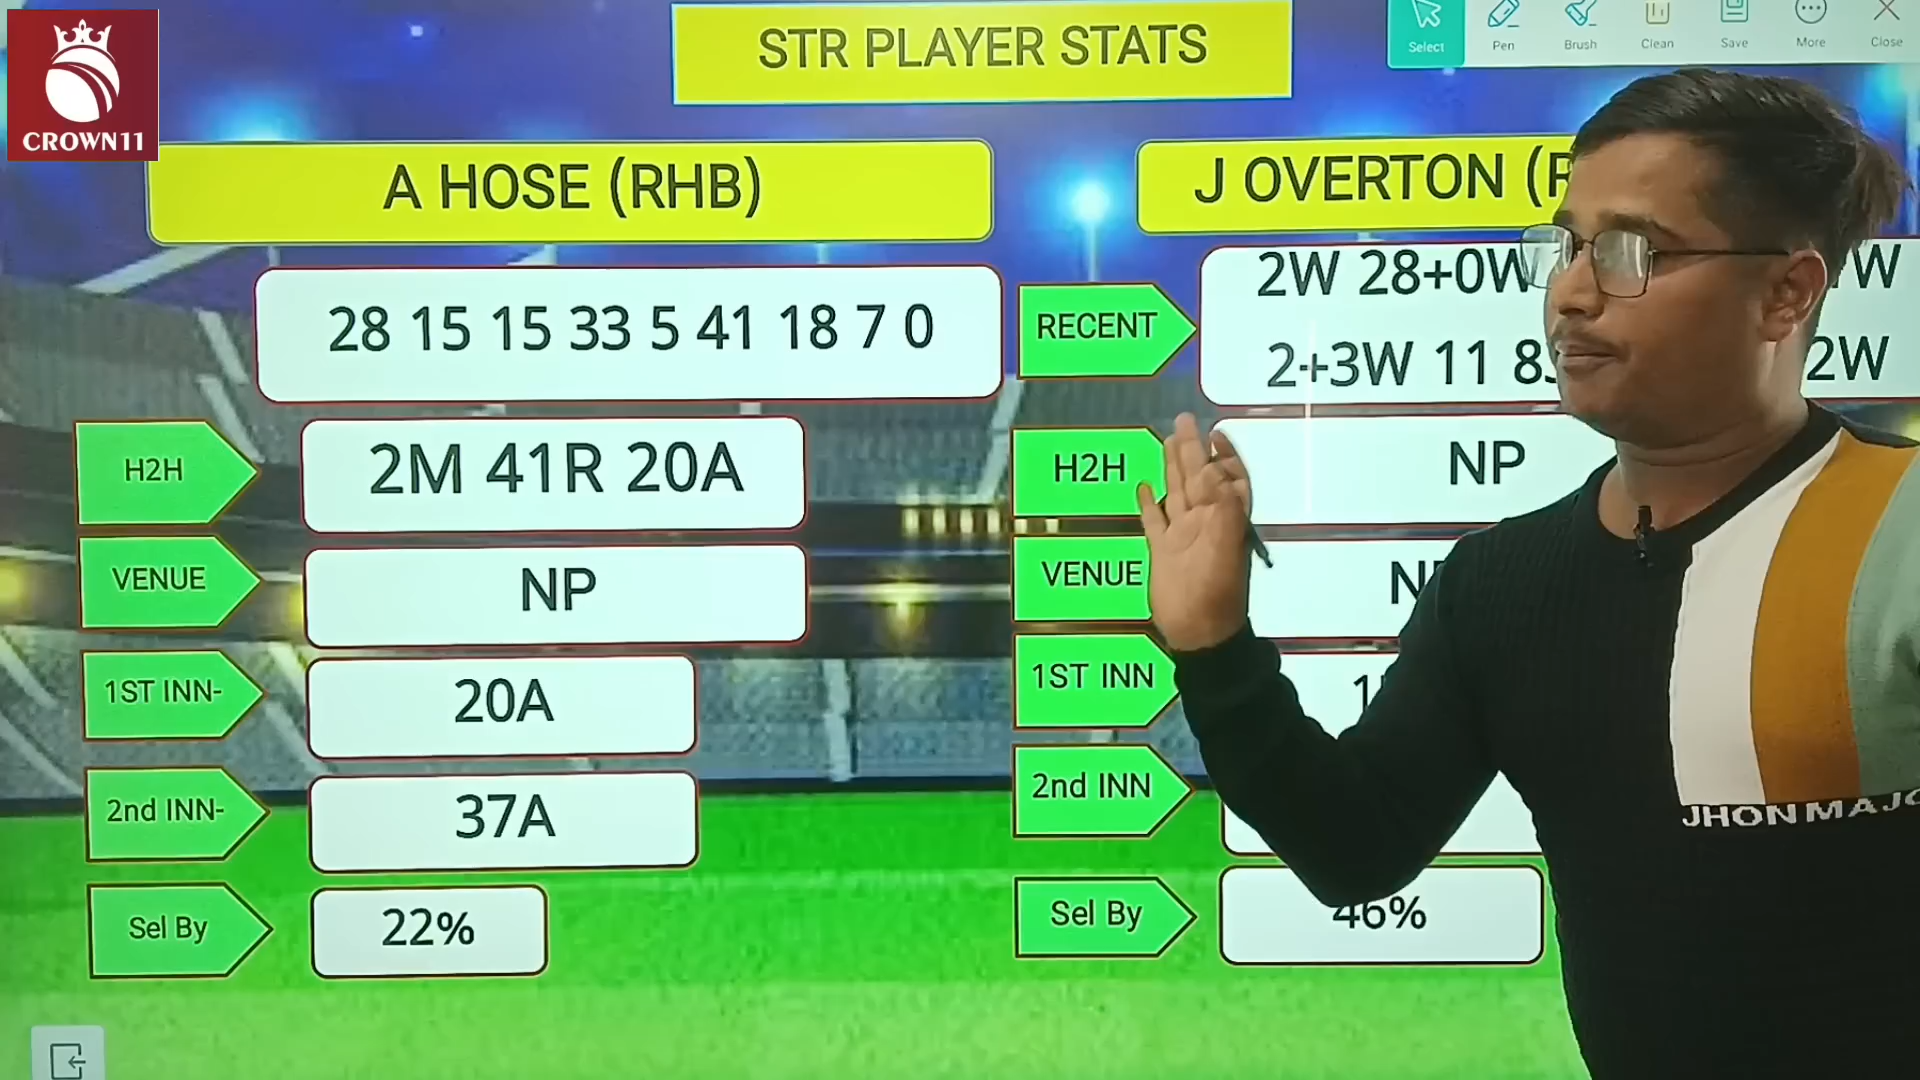 CROWN11
STR PLAYER STATS
Select
Pen
Brush
Clean
Save
More
Close
A HOSE (RHB)
28 15 15 33 5 41 18 7 0
H2H
2M 41R 20A
VENUE
NP
1ST INN-
20A
2nd INN-
37A
Sel By
22%
J OVERTON
RECENT
2W 28+0W
2+3W 11
2W
H2H
NP
VENUE
1ST INN
2nd INN
Sel By
46%
JHON MAJO